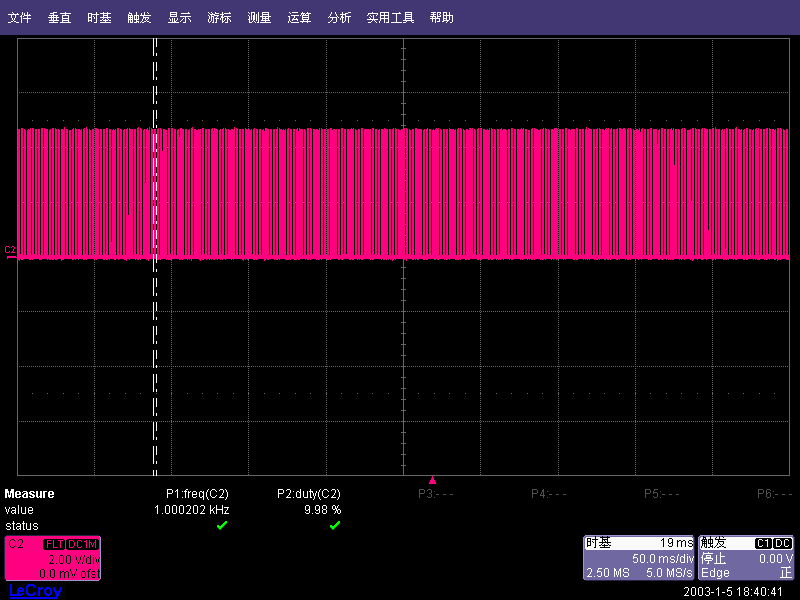 文件 垂直 时基 触发 显示 游标 测量 运算 分析 实用工具 帮助
C2
Measure P1:freq(C2) P2:duty(C2) P3:--- P4:--- P5:--- P6:---
value 1.000202 kHz 9.98 %
status
C2 FLT DC1M
2.00 V/div
0.0 mV ofst
时基 19 ms
50.0 ms/div
2.50 MS 5.0 MS/s
触发 C1 DC
停止 0.00 V
Edge 正
LeCroy
2003-1-5 18:40:41